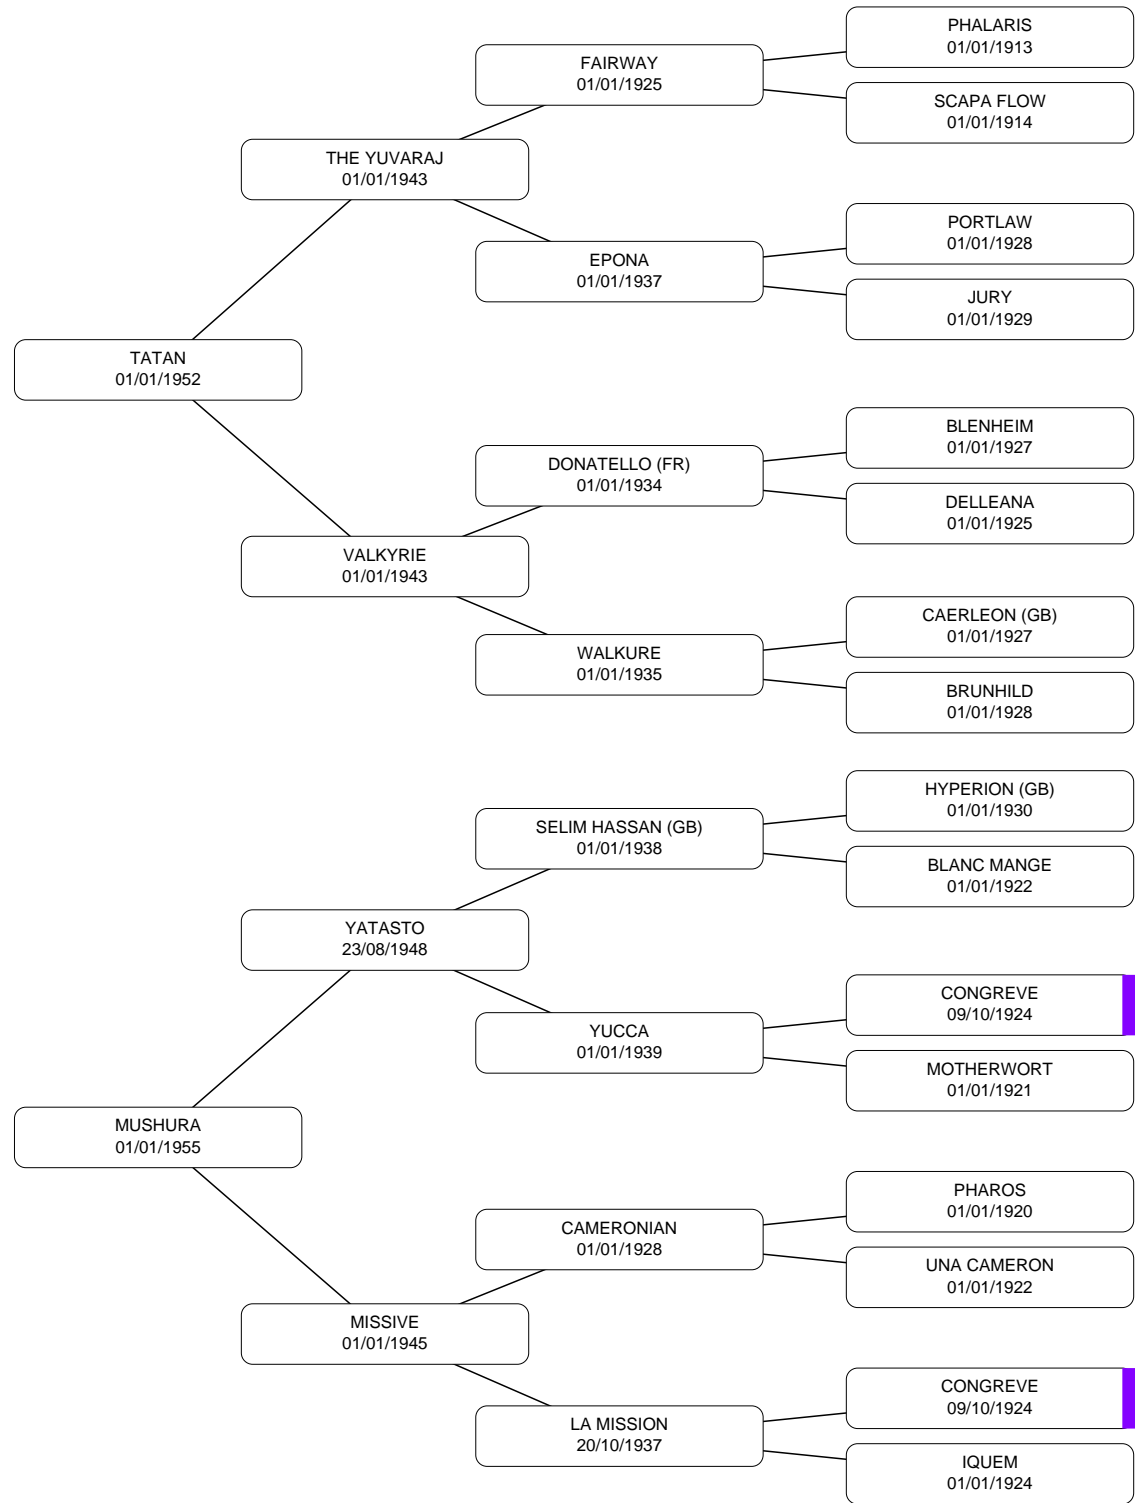 PHALARIS
01/01/1913
FAIRWAY
01/01/1925
SCAPA FLOW
01/01/1914
THE YUVARAJ
01/01/1943
PORTLAW
01/01/1928
EPONA
01/01/1937
JURY
01/01/1929
TATAN
01/01/1952
BLENHEIM
01/01/1927
DONATELLO (FR)
01/01/1934
DELLEANA
01/01/1925
VALKYRIE
01/01/1943
CAERLEON (GB)
01/01/1927
WALKURE
01/01/1935
BRUNHILD
01/01/1928
HYPERION (GB)
01/01/1930
SELIM HASSAN (GB)
01/01/1938
BLANC MANGE
01/01/1922
YATASTO
23/08/1948
CONGREVE
09/10/1924
YUCCA
01/01/1939
MOTHERWORT
01/01/1921
MUSHURA
01/01/1955
PHAROS
01/01/1920
CAMERONIAN
01/01/1928
UNA CAMERON
01/01/1922
MISSIVE
01/01/1945
CONGREVE
09/10/1924
LA MISSION
20/10/1937
IQUEM
01/01/1924